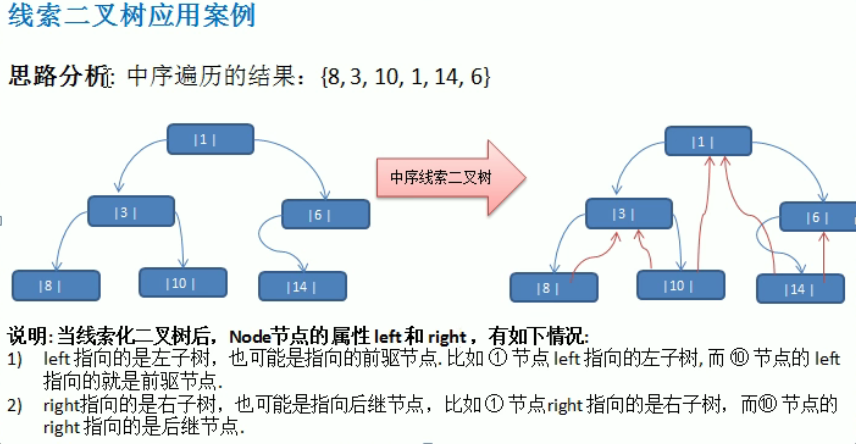 线索二叉树应用案例
思路分析: 中序遍历的结果：{8, 3, 10, 1, 14, 6}
|1 |
|3 |
|6 |
|8 |
|10 |
|14 |
中序线索二叉树
|1 |
|3 |
|6 |
|8 |
|10 |
|14 |
说明: 当线索化二叉树后，Node节点的属性 left 和 right ，有如下情况:
1) left 指向的是左子树，也可能是指向的前驱节点. 比如 ① 节点 left 指向的左子树, 而 ⑩ 节点的 left
指向的就是前驱节点.
2) right指向的是右子树，也可能是指向后继节点，比如 ① 节点right 指向的是右子树，而⑩ 节点的
right 指向的是后继节点.